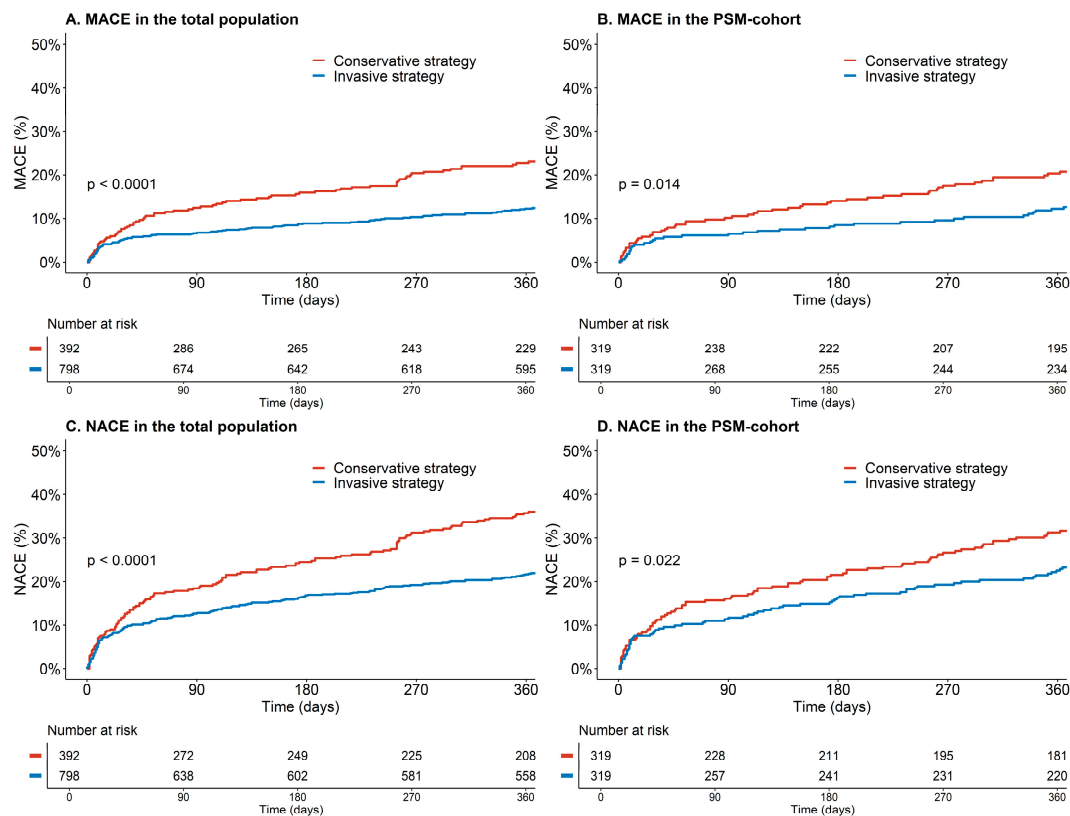 A. MACE in the total population
50%
40%
30%
20%
10%
0%
MACE (%)
Conservative strategy
Invasive strategy
p < 0.0001
0 90 180 270 360
Time (days)
Number at risk
392 286 265 243 229
798 674 642 618 595
0 90 180 270 360
Time (days)
B. MACE in the PSM-cohort
50%
40%
30%
20%
10%
0%
MACE (%)
Conservative strategy
Invasive strategy
p = 0.014
0 90 180 270 360
Time (days)
Number at risk
319 238 222 207 195
319 268 255 244 234
0 90 180 270 360
Time (days)
C. NACE in the total population
50%
40%
30%
20%
10%
0%
NACE (%)
Conservative strategy
Invasive strategy
p < 0.0001
0 90 180 270 360
Time (days)
Number at risk
392 272 249 225 208
798 638 602 581 558
0 90 180 270 360
Time (days)
D. NACE in the PSM-cohort
50%
40%
30%
20%
10%
0%
NACE (%)
Conservative strategy
Invasive strategy
p = 0.022
0 90 180 270 360
Time (days)
Number at risk
319 228 211 195 181
319 257 241 231 220
0 90 180 270 360
Time (days)